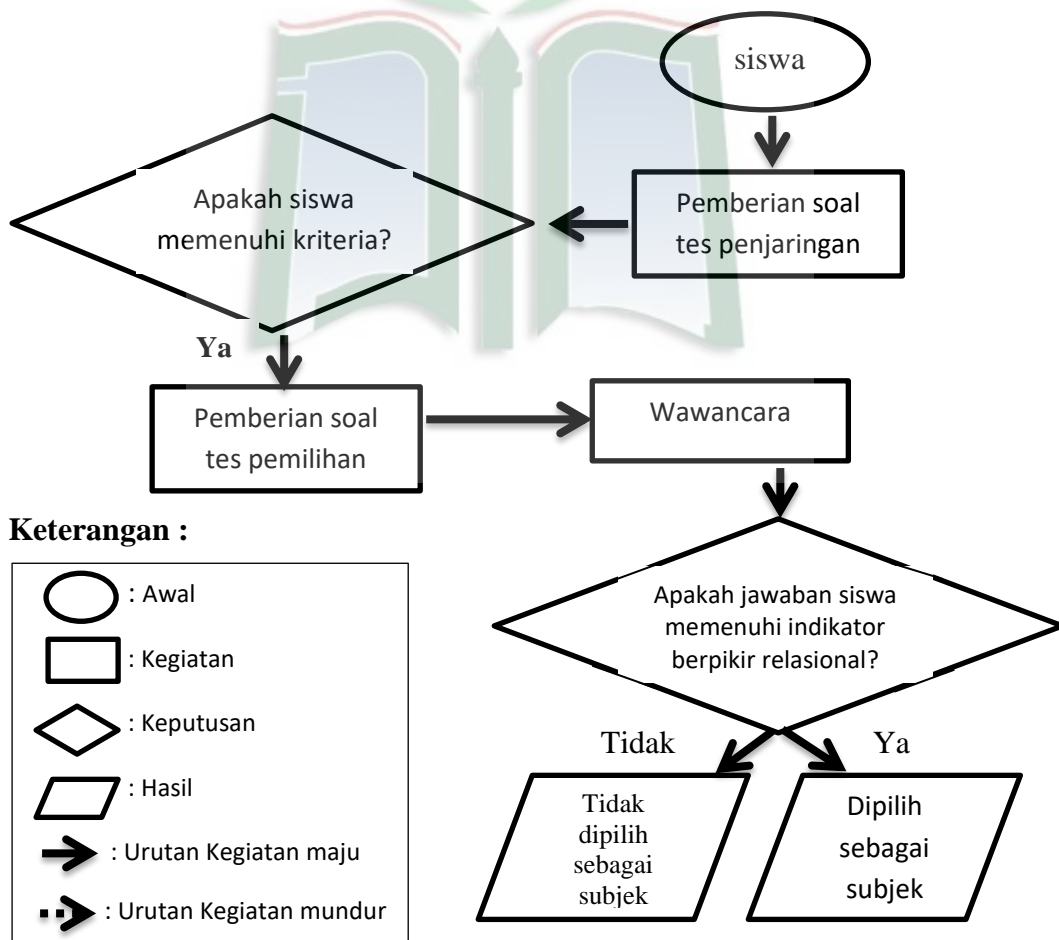 siswa
Pemberian soal
tes penjaringan
Apakah siswa
memenuhi kriteria?
Ya
Pemberian soal
tes pemilihan
Wawancara
Apakah jawaban siswa
memenuhi indikator
berpikir relasional?
Tidak
Ya
Tidak
dipilih
sebagai
subjek
Dipilih
sebagai
subjek
Keterangan :
: Awal
: Kegiatan
: Keputusan
: Hasil
: Urutan Kegiatan maju
: Urutan Kegiatan mundur